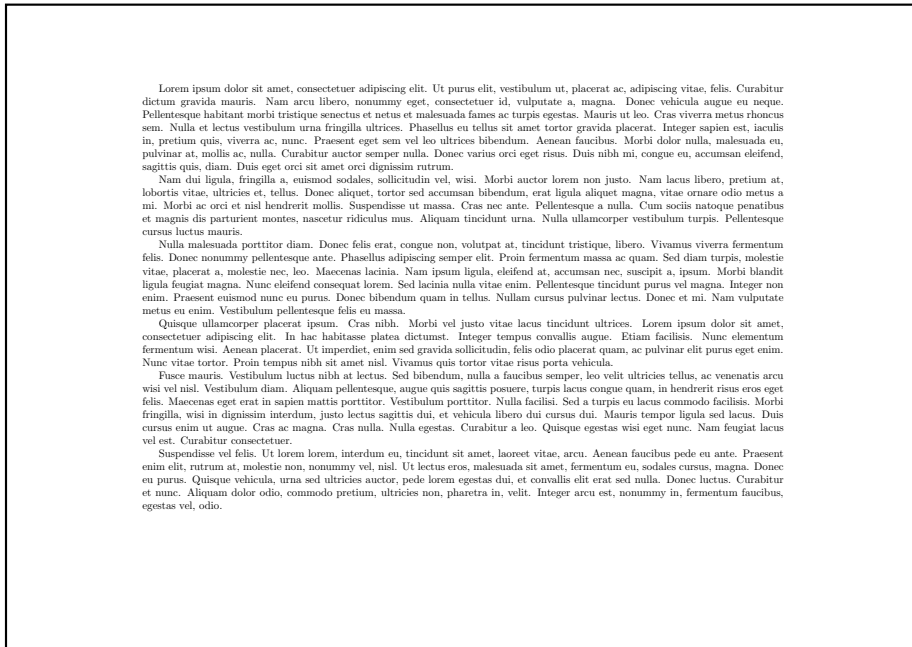 Lorem ipsum dolor sit amet, consectetuer adipiscing elit. Ut purus elit, vestibulum ut, placerat ac, adipiscing vitae, felis. Curabitur
dictum gravida mauris. Nam arcu libero, nonummy eget, consectetuer id, vulputate a, magna. Donec vehicula augue eu neque.
Pellentesque habitant morbi tristique senectus et netus et malesuada fames ac turpis egestas. Mauris ut leo. Cras viverra metus rhoncus
sem. Nulla et lectus vestibulum urna fringilla ultrices. Phasellus eu tellus sit amet tortor gravida placerat. Integer sapien est, iaculis
in, pretium quis, viverra ac, nunc. Praesent eget sem vel leo ultrices bibendum. Aenean faucibus. Morbi dolor nulla, malesuada eu,
pulvinar at, mollis ac, nulla. Curabitur auctor semper nulla. Donec varius orci eget risus. Duis nibh mi, congue eu, accumsan eleifend,
sagittis quis, diam. Duis eget orci sit amet orci dignissim rutrum.
Nam dui ligula, fringilla a, euismod sodales, sollicitudin vel, wisi. Morbi auctor lorem non justo. Nam lacus libero, pretium at,
lobortis vitae, ultricies et, tellus. Donec aliquet, tortor sed accumsan bibendum, erat ligula aliquet magna, vitae ornare odio metus a
mi. Morbi ac orci et nisl hendrerit mollis. Suspendisse ut massa. Cras nec ante. Pellentesque a nulla. Cum sociis natoque penatibus
et magnis dis parturient montes, nascetur ridiculus mus. Aliquam tincidunt urna. Nulla ullamcorper vestibulum turpis. Pellentesque
cursus luctus mauris.
Nulla malesuada porttitor diam. Donec felis erat, congue non, volutpat at, tincidunt tristique, libero. Vivamus viverra fermentum
felis. Donec nonummy pellentesque ante. Phasellus adipiscing semper elit. Proin fermentum massa ac quam. Sed diam turpis, molestie
vitae, placerat a, molestie nec, leo. Maecenas lacinia. Nam ipsum ligula, eleifend at, accumsan nec, suscipit a, ipsum. Morbi blandit
ligula feugiat magna. Nunc eleifend consequat lorem. Sed lacinia nulla vitae enim. Pellentesque tincidunt purus vel magna. Integer non
enim. Praesent euismod nunc eu purus. Donec bibendum quam in tellus. Nullam cursus pulvinar lectus. Donec et mi. Nam vulputate
metus eu enim. Vestibulum pellentesque felis eu massa.
Quisque ullamcorper placerat ipsum. Cras nibh. Morbi vel justo vitae lacus tincidunt ultrices. Lorem ipsum dolor sit amet,
consectetuer adipiscing elit. In hac habitasse platea dictumst. Integer tempus convallis augue. Etiam facilisis. Nunc elementum
fermentum wisi. Aenean placerat. Ut imperdiet, enim sed gravida sollicitudin, felis odio placerat quam, ac pulvinar elit purus eget enim.
Nunc vitae tortor. Proin tempus nibh sit amet nisl. Vivamus quis tortor vitae risus porta vehicula.
Fusce mauris. Vestibulum luctus nibh at lectus. Sed bibendum, nulla a faucibus semper, leo velit ultricies tellus, ac venenatis arcu
wisi vel nisl. Vestibulum diam. Aliquam pellentesque, augue quis sagittis posuere, turpis lacus congue quam, in hendrerit risus eros eget
felis. Maecenas eget erat in sapien mattis porttitor. Vestibulum porttitor. Nulla facilisi. Sed a turpis eu lacus commodo facilisis. Morbi
fringilla, wisi in dignissim interdum, justo lectus sagittis dui, et vehicula libero dui cursus dui. Mauris tempor ligula sed lacus. Duis
cursus enim ut augue. Cras ac magna. Cras nulla. Nulla egestas. Curabitur a leo. Quisque egestas wisi eget nunc. Nam feugiat lacus
vel est. Curabitur consectetuer.
Suspendisse vel felis. Ut lorem lorem, interdum eu, tincidunt sit amet, laoreet vitae, arcu. Aenean faucibus pede eu ante. Praesent
enim elit, rutrum at, molestie non, nonummy vel, nisl. Ut lectus eros, malesuada sit amet, fermentum eu, sodales cursus, magna. Donec
eu purus. Quisque vehicula, urna sed ultricies auctor, pede lorem egestas dui, et convallis elit erat sed nulla. Donec luctus. Curabitur
et nunc. Aliquam dolor odio, commodo pretium, ultricies non, pharetra in, velit. Integer arcu est, nonummy in, fermentum faucibus,
egestas vel, odio.